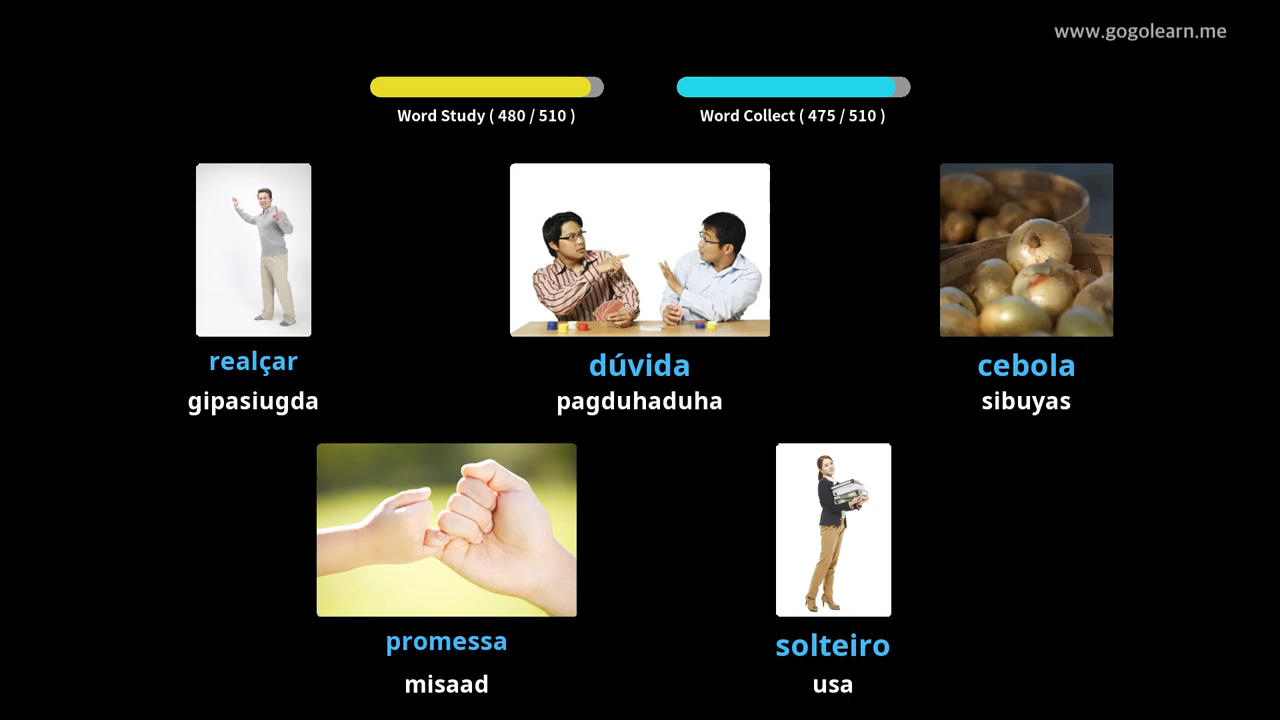 www.gogolearn.me
Word Study ( 480 / 510 )
Word Collect ( 475 / 510 )
realçar
gipasiugda
dúvida
pagduhaduha
cebola
sibuyas
promessa
misaad
solteiro
usa